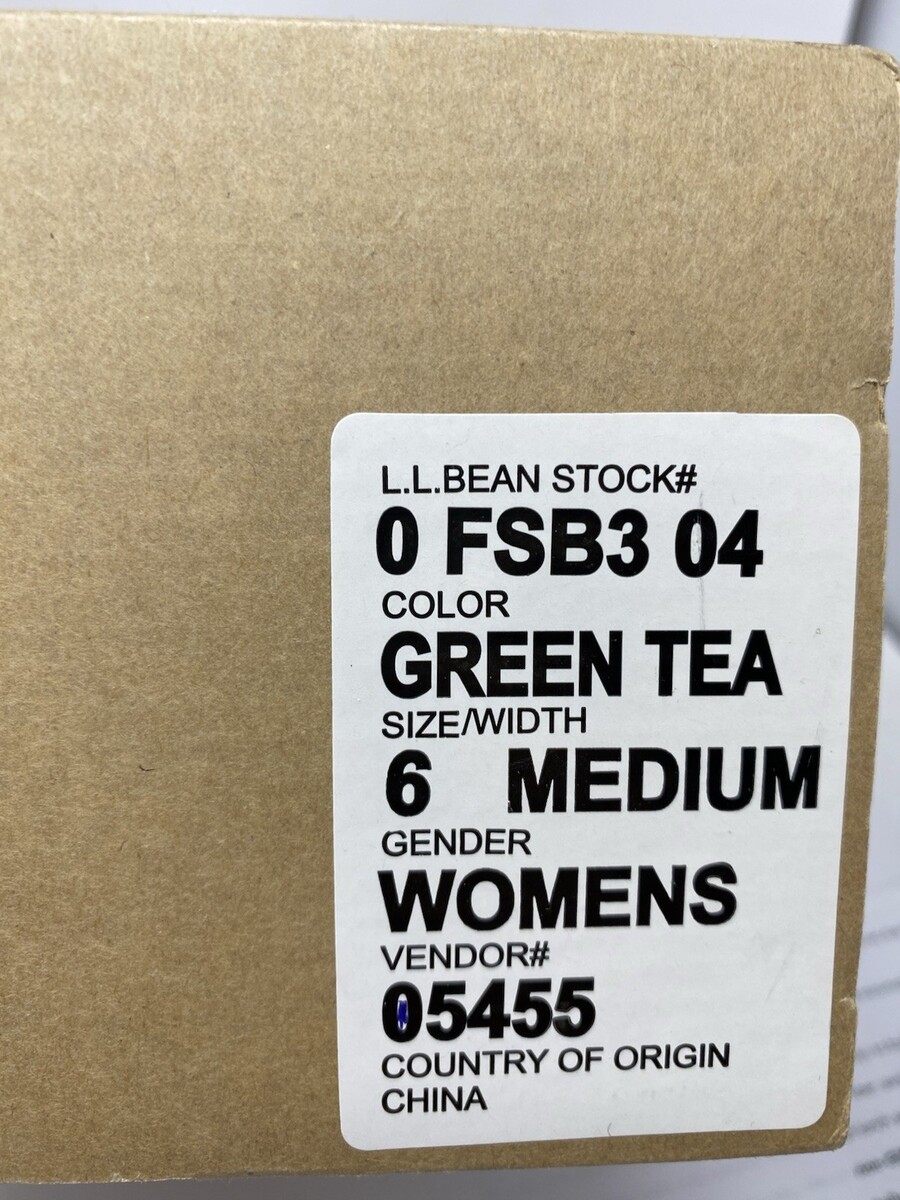 L.L.BEAN STOCK#
0 FSB3 04
COLOR
GREEN TEA
SIZE/WIDTH
6 MEDIUM
GENDER
WOMENS
VENDOR#
05455
COUNTRY OF ORIGIN
CHINA